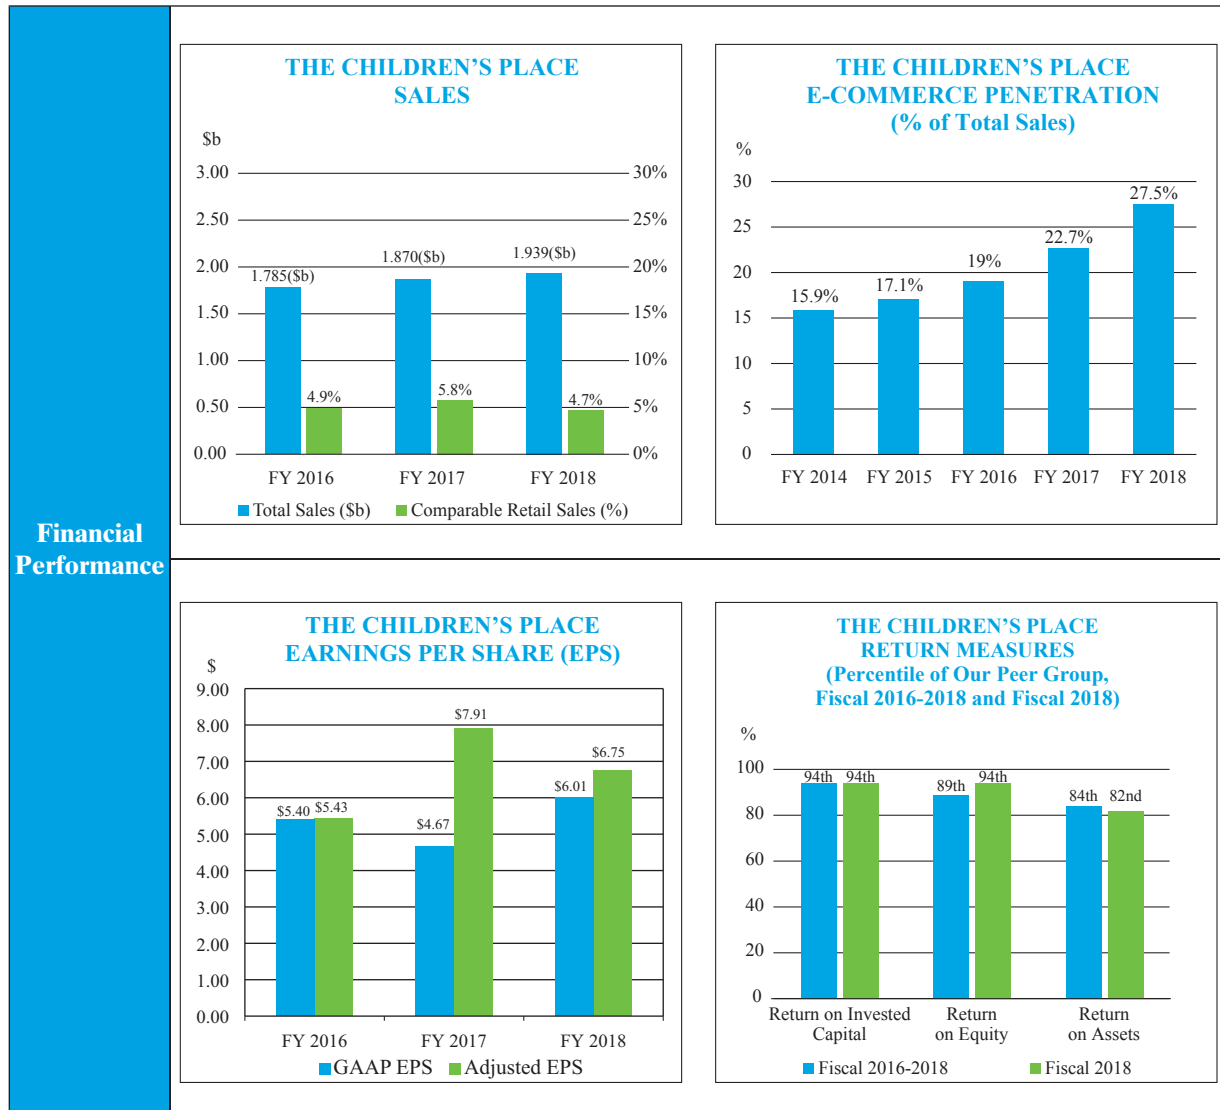 Financial
Performance
THE CHILDREN'S PLACE
SALES
$b
3.00
2.50
2.00
1.50
1.00
0.50
0.00
30%
25%
20%
15%
10%
5%
0%
1.785($b)
1.870($b)
1.939($b)
4.9%
5.8%
4.7%
FY 2016
FY 2017
FY 2018
Total Sales ($b)
Comparable Retail Sales (%)
THE CHILDREN'S PLACE
E-COMMERCE PENETRATION
(% of Total Sales)
%
30
25
20
15
10
5
0
15.9%
17.1%
19%
22.7%
27.5%
FY 2014
FY 2015
FY 2016
FY 2017
FY 2018
THE CHILDREN'S PLACE
EARNINGS PER SHARE (EPS)
$
9.00
8.00
7.00
6.00
5.00
4.00
3.00
2.00
1.00
0.00
$5.40
$5.43
$4.67
$7.91
$6.01
$6.75
FY 2016
FY 2017
FY 2018
GAAP EPS
Adjusted EPS
THE CHILDREN'S PLACE
RETURN MEASURES
(Percentile of Our Peer Group,
Fiscal 2016-2018 and Fiscal 2018)
%
100
80
60
40
20
0
94th
94th
89th
94th
84th
82nd
Return on Invested
Capital
Return
on Equity
Return
on Assets
Fiscal 2016-2018
Fiscal 2018